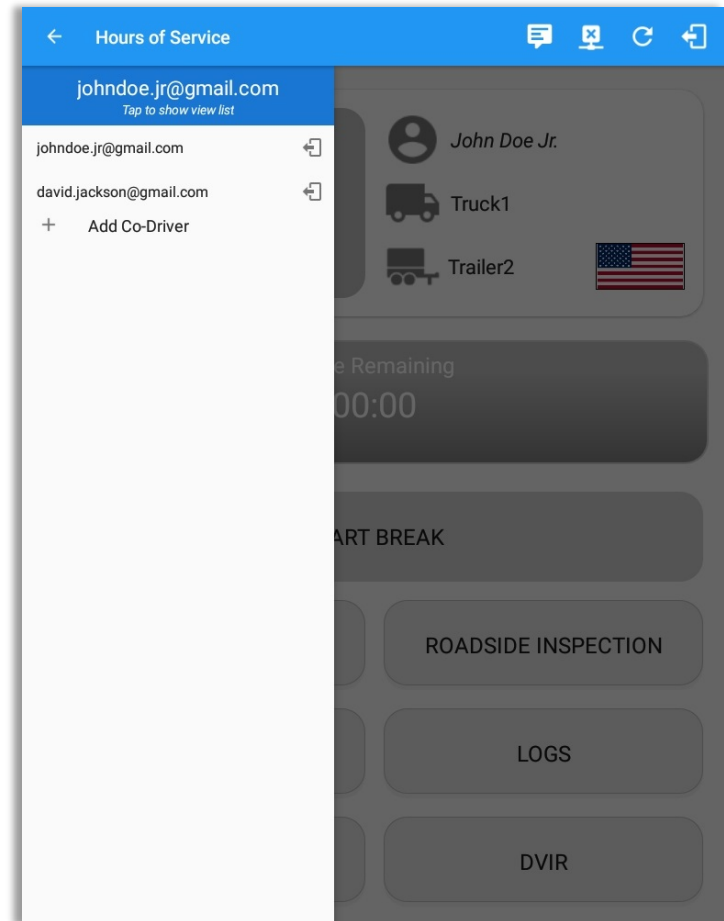 Hours of Service
johndoe.jr@gmail.com
Tap to show view list
johndoe.jr@gmail.com
david.jackson@gmail.com
+ Add Co-Driver
John Doe Jr.
Truck1
Trailer2
e Remaining
00:00
ART BREAK
ROADSIDE INSPECTION
LOGS
DVIR